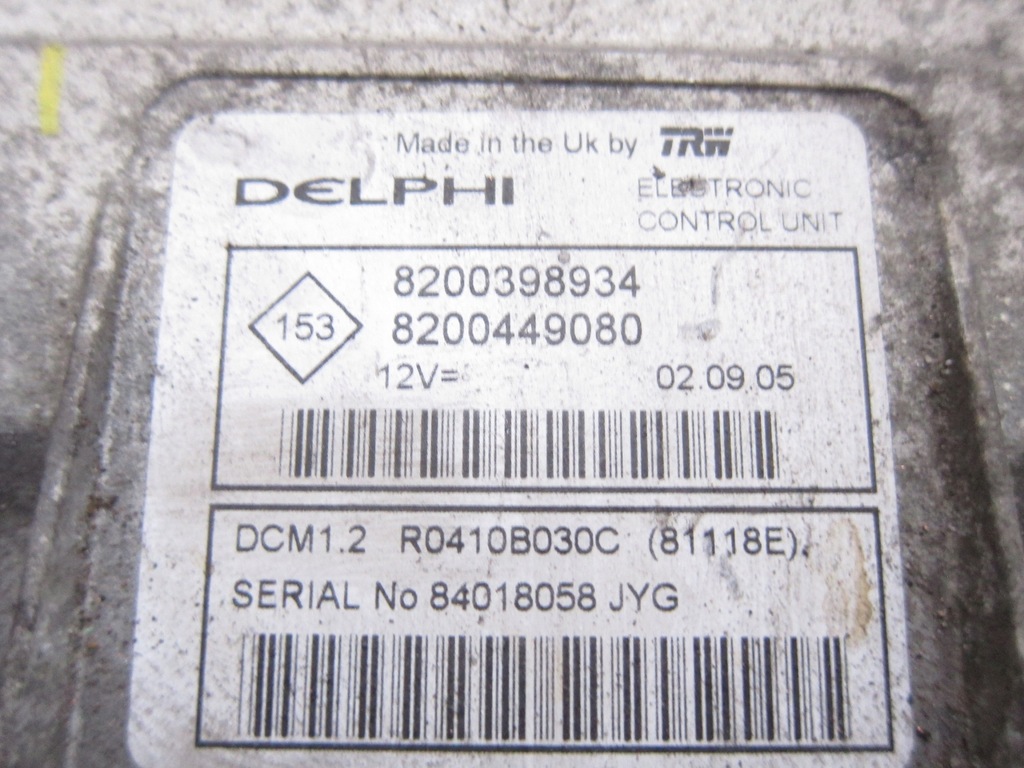 Made in the Uk by TRW
DELPHI
ELECTRONIC
CONTROL UNIT
153
8200398934
8200449080
12V=
02.09.05
DCM1.2 R0410B030C (81118E).
SERIAL No 84018058 JYG